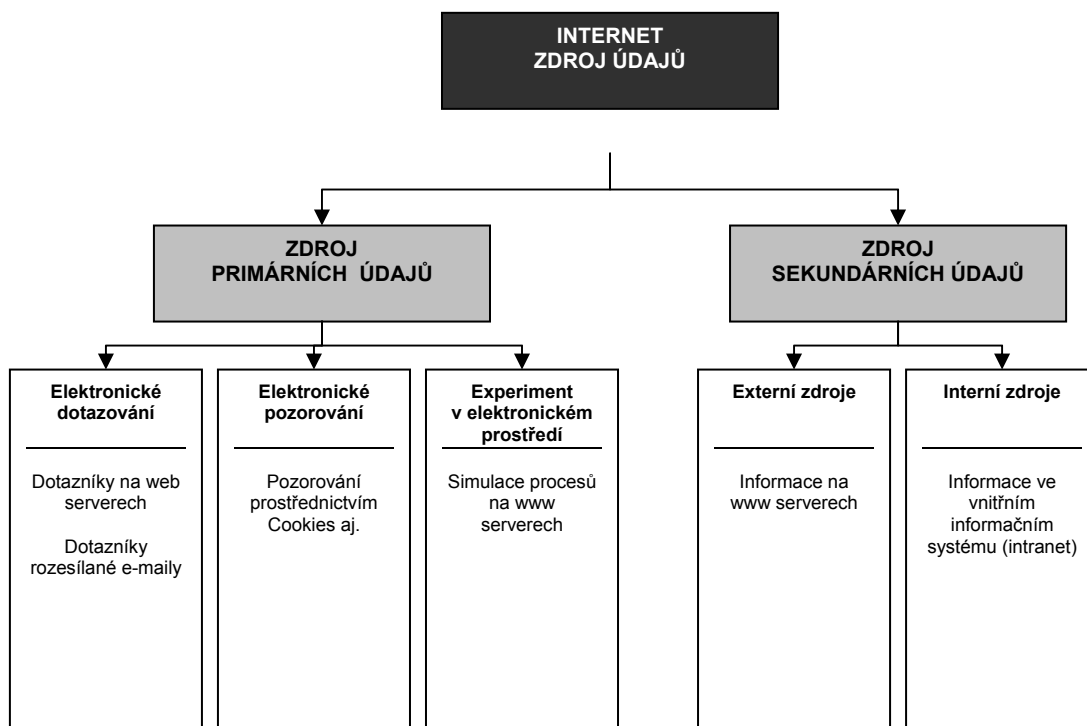 INTERNET
ZDROJ ÚDAJŮ
ZDROJ
PRIMÁRNÍCH ÚDAJŮ
ZDROJ
SEKUNDÁRNÍCH ÚDAJŮ
Elektronické
dotazování
Dotazníky na web
serverech
Dotazníky
rozesílané e-maily
Elektronické
pozorování
Pozorování
prostřednictvím
Cookies aj.
Experiment
v elektronickém
prostředí
Simulace procesů
na www
serverech
Externí zdroje
Informace na
www serverech
Interní zdroje
Informace ve
vnitřním
informačním
systému (intranet)